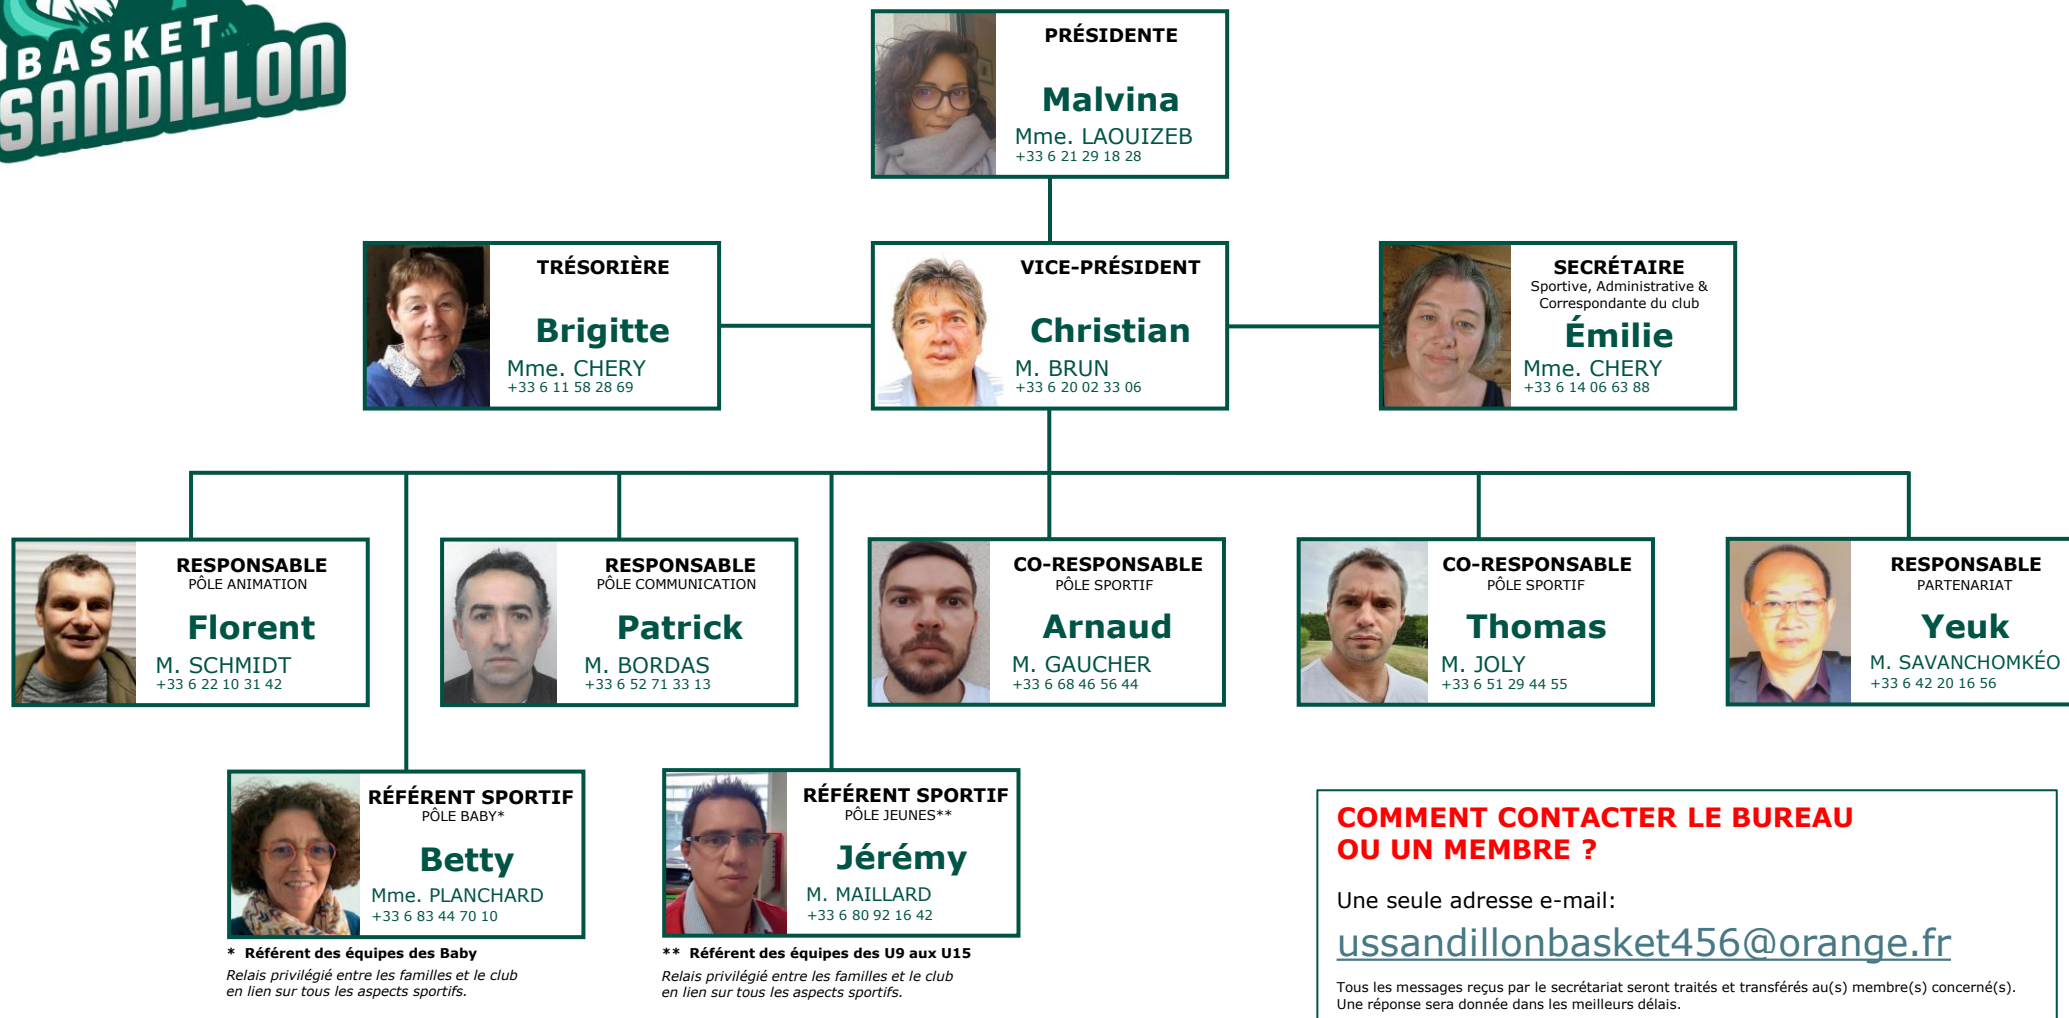 BASKET
SANDILLON
PRÉSIDENTE
Malvina
Mme. LAOUIZEB
+33 6 21 29 18 28
TRÉSORIÈRE
Brigitte
Mme. CHERY
+33 6 11 58 28 69
VICE-PRÉSIDENT
Christian
M. BRUN
+33 6 20 02 33 06
SECRÉTAIRE
Sportive, Administrative &
Correspondante du club
Émilie
Mme. CHERY
+33 6 14 06 63 88
RESPONSABLE
PÔLE ANIMATION
Florent
M. SCHMIDT
+33 6 22 10 31 42
RESPONSABLE
PÔLE COMMUNICATION
Patrick
M. BORDAS
+33 6 52 71 33 13
CO-RESPONSABLE
PÔLE SPORTIF
Arnaud
M. GAUCHER
+33 6 68 46 56 44
CO-RESPONSABLE
PÔLE SPORTIF
Thomas
M. JOLY
+33 6 51 29 44 55
RESPONSABLE
PARTENARIAT
Yeuk
M. SAVANCHOMKÉO
+33 6 42 20 16 56
RÉFÉRENT SPORTIF
PÔLE BABY*
Betty
Mme. PLANCHARD
+33 6 83 44 70 10
* Référent des équipes des Baby
Relais privilégié entre les familles et le club
en lien sur tous les aspects sportifs.
RÉFÉRENT SPORTIF
PÔLE JEUNES**
Jérémy
M. MAILLARD
+33 6 80 92 16 42
** Référent des équipes des U9 aux U15
Relais privilégié entre les familles et le club
en lien sur tous les aspects sportifs.
COMMENT CONTACTER LE BUREAU
OU UN MEMBRE ?
Une seule adresse e-mail:
ussandillonbasket456@orange.fr
Tous les messages reçus par le secrétariat seront traités et transférés au(s) membre(s) concerné(s).
Une réponse sera donnée dans les meilleurs délais.